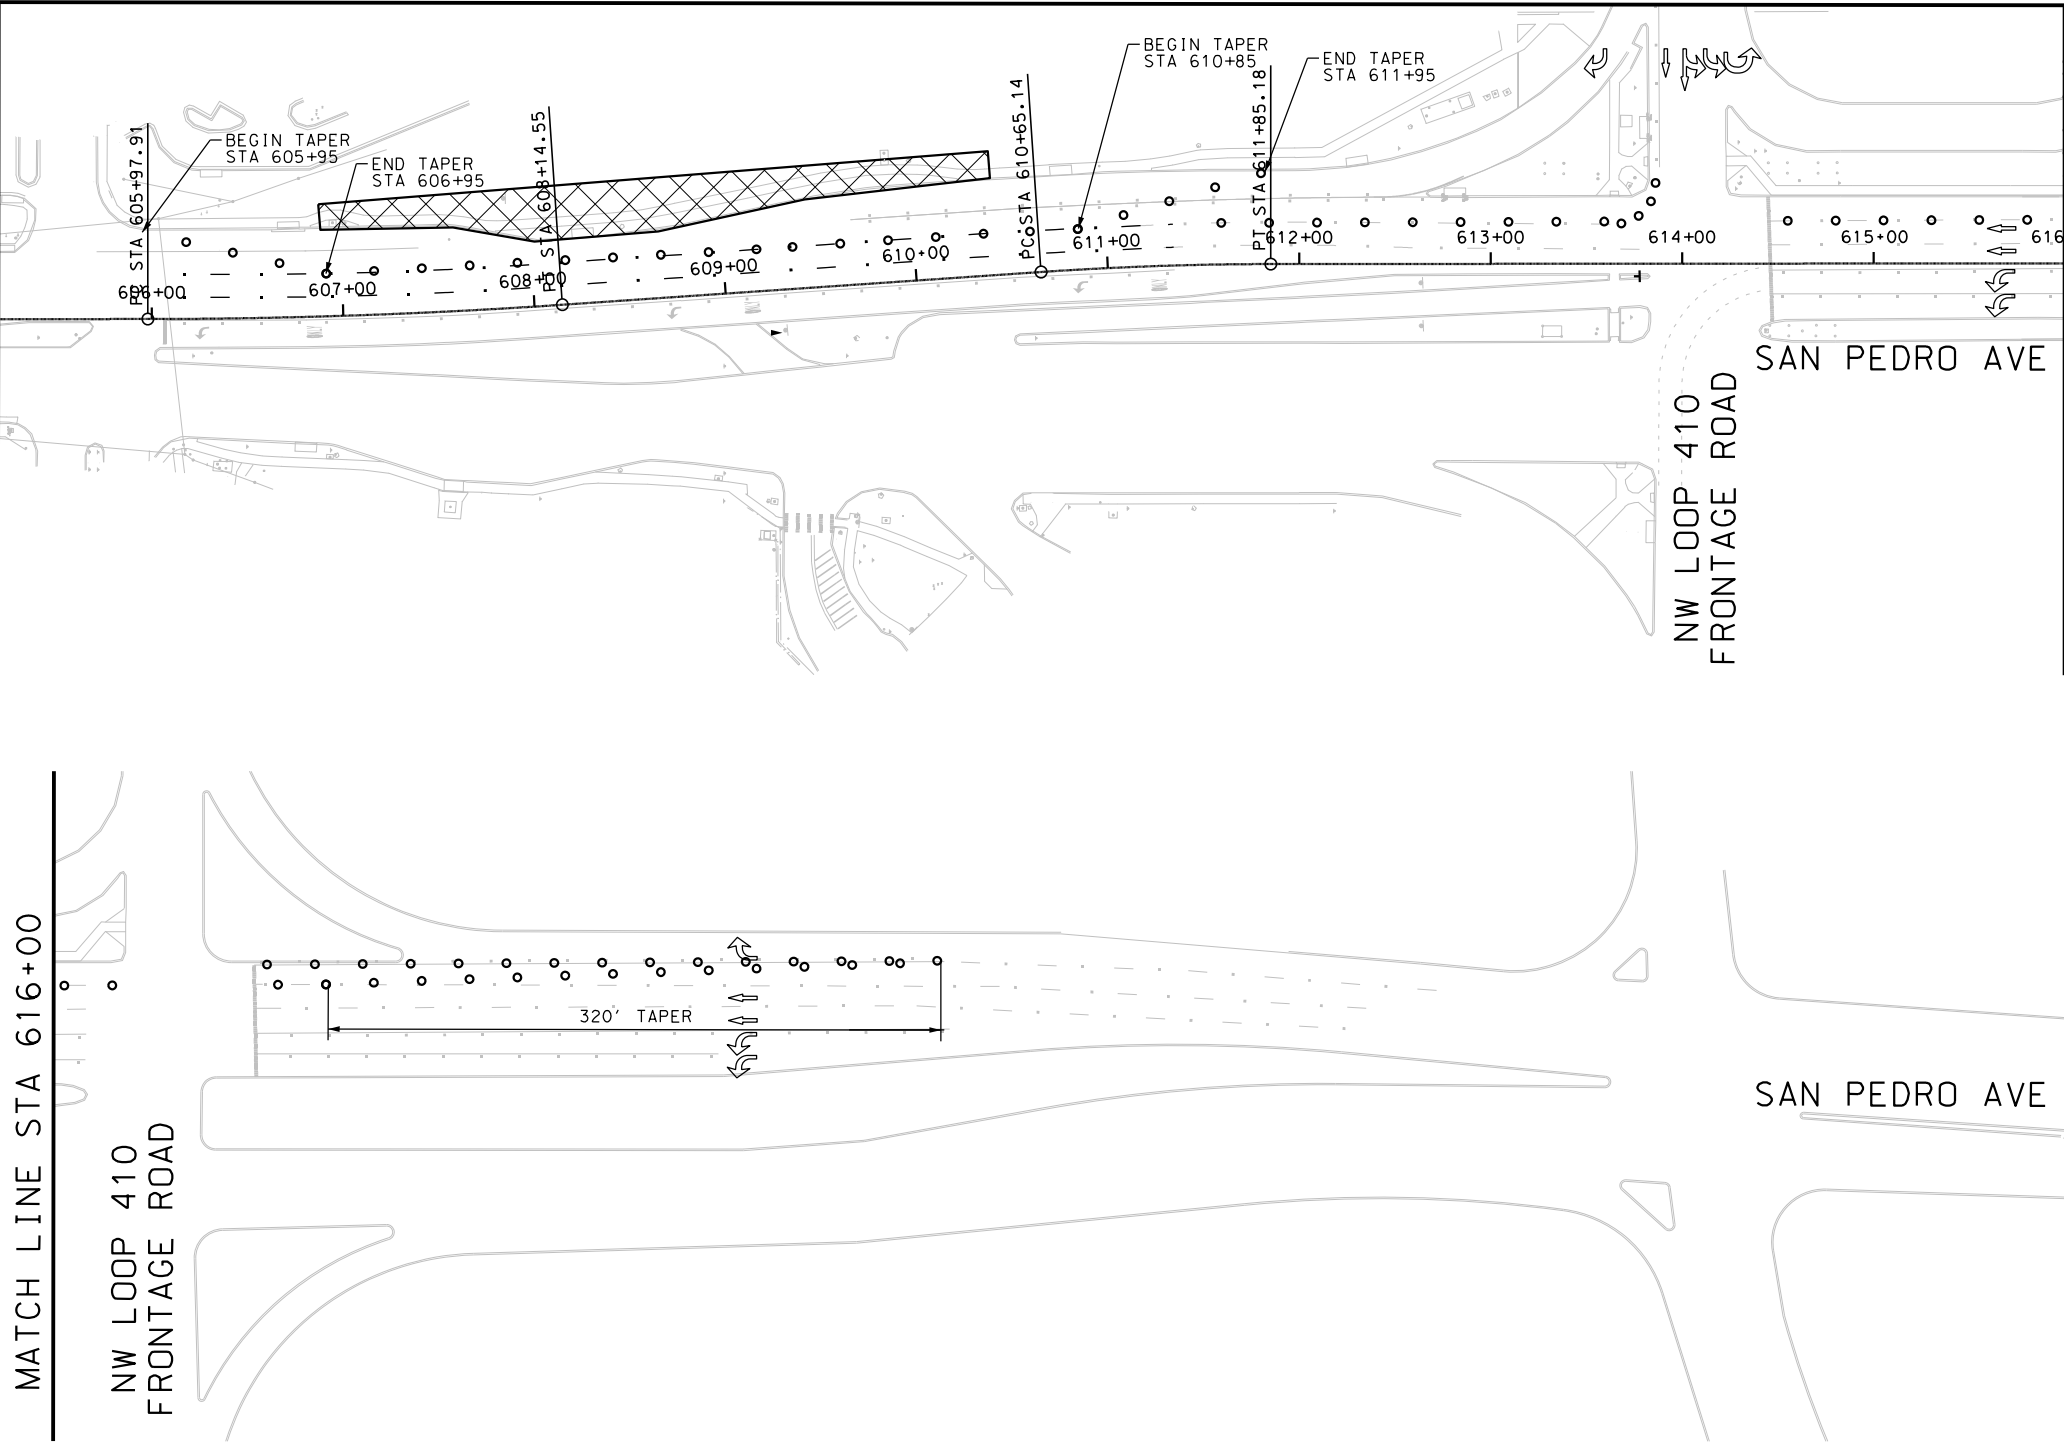 BEGIN TAPER
STA 605+95
END TAPER
STA 606+95
BEGIN TAPER
STA 610+85
END TAPER
STA 611+95
PC STA 605+97.91
PT STA 608+14.55
PC STA 610+65.14
PT STA 611+85.18
606+00
607+00
608+00
609+00
610+00
611+00
612+00
613+00
614+00
615+00
616
SAN PEDRO AVE
NW LOOP 410
FRONTAGE ROAD
MATCH LINE STA 616+00
NW LOOP 410
FRONTAGE ROAD
320' TAPER
SAN PEDRO AVE